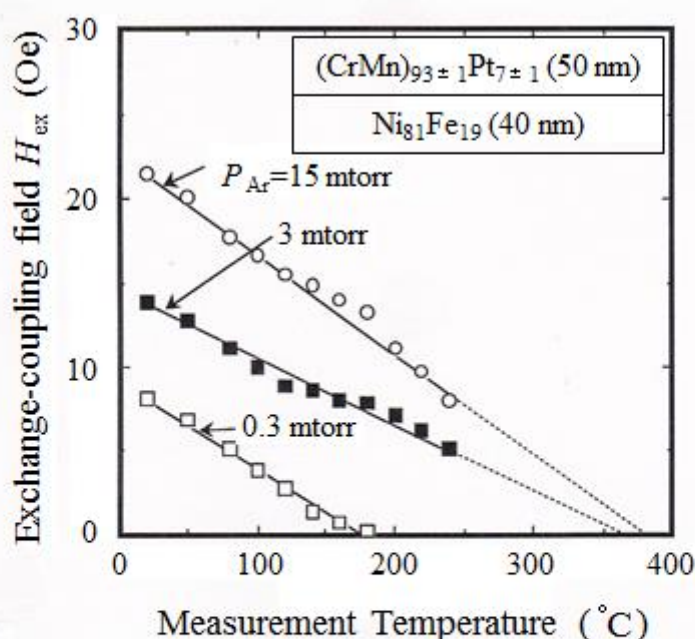 30
(CrMn)93±1Pt7±1 (50 nm)
Ni81Fe19 (40 nm)
PAr=15 mtorr
20
3 mtorr
10
0.3 mtorr
0
0 100 200 300 400
Exchange-coupling field Hex (Oe)
Measurement Temperature (°C)